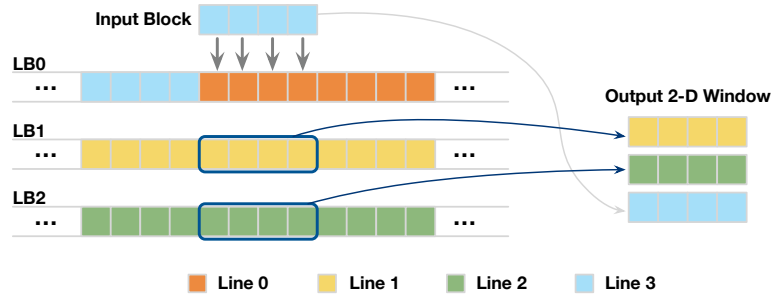 Input Block
LB0
... ...
Output 2-D Window
LB1
... ...
LB2
... ...
Line 0 Line 1 Line 2 Line 3